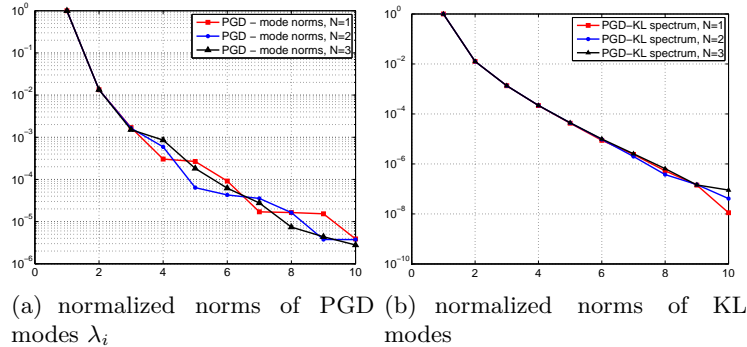 10^0
10^-1
10^-2
10^-3
10^-4
10^-5
10^-6
0 2 4 6 8 10
PGD − mode norms, N=1
PGD − mode norms, N=2
PGD − mode norms, N=3
10^0
10^-2
10^-4
10^-6
10^-8
10^-10
0 2 4 6 8 10
PGD−KL spectrum, N=1
PGD−KL spectrum, N=2
PGD−KL spectrum, N=3
(a) normalized norms of PGD
modes λ_i
(b) normalized norms of KL
modes